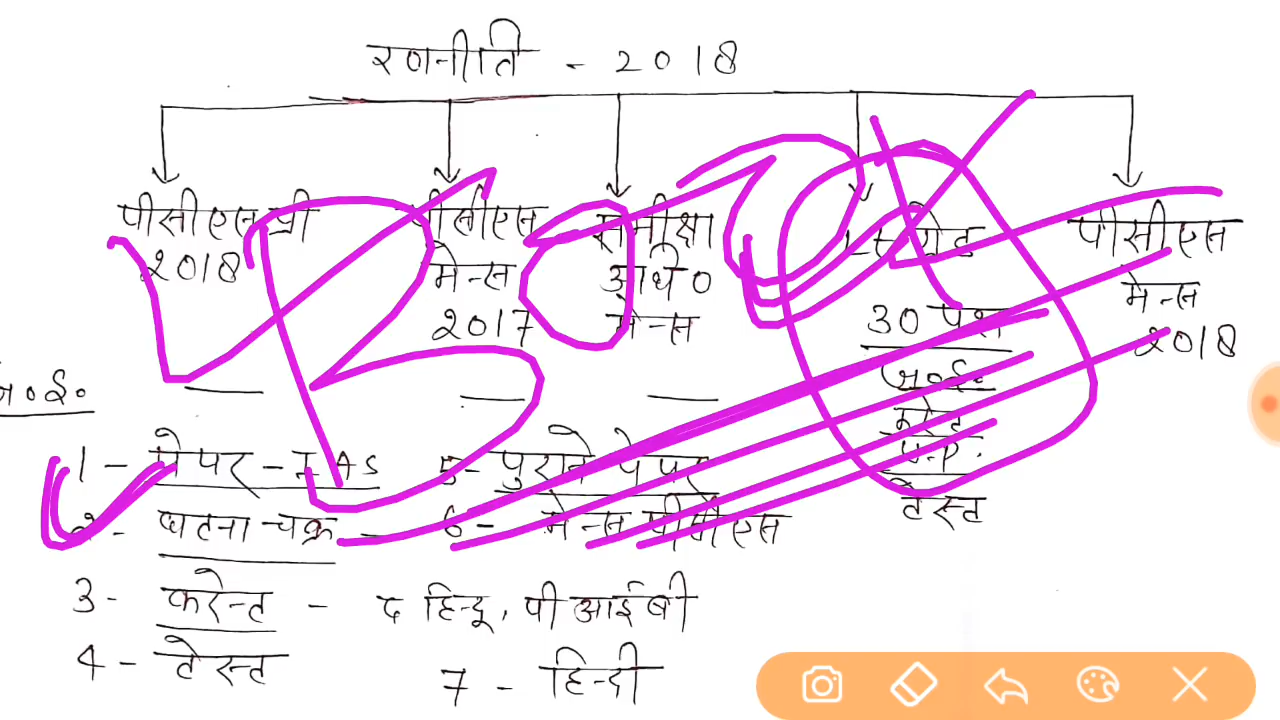 रणनीति - 2018
पीसीएस प्री 2018
पीसीएस मेन्स 2017
समीक्षा अधि0 मेन्स
30 प्रश्न
टेस्ट
पीसीएस मेन्स 2018
1 - पेपर - IAS
2 - घटना चक्र -
3 - करेन्ट - द हिन्दू, पी आई बी
4 - टेस्ट
5 - पुराने पेपर
6 - मेन्स पीसीएस
7 - हिन्दी